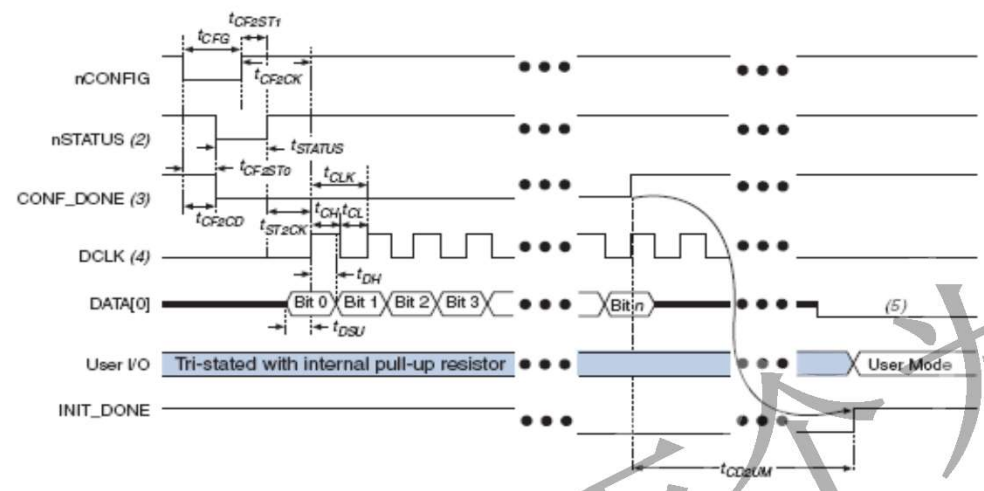 tCF2ST1
tCFG
nCONFIG
tCF2CK
nSTATUS (2)
tSTATUS
tCF2ST0
tCLK
CONF_DONE (3)
tCF2CD
tST2CK
tCH tCL
DCLK (4)
tDH
DATA[0] Bit 0 Bit 1 Bit 2 Bit 3 Bit n (5)
tDSU
User I/O Tri-stated with internal pull-up resistor User Mode
INIT_DONE
tCD2UM